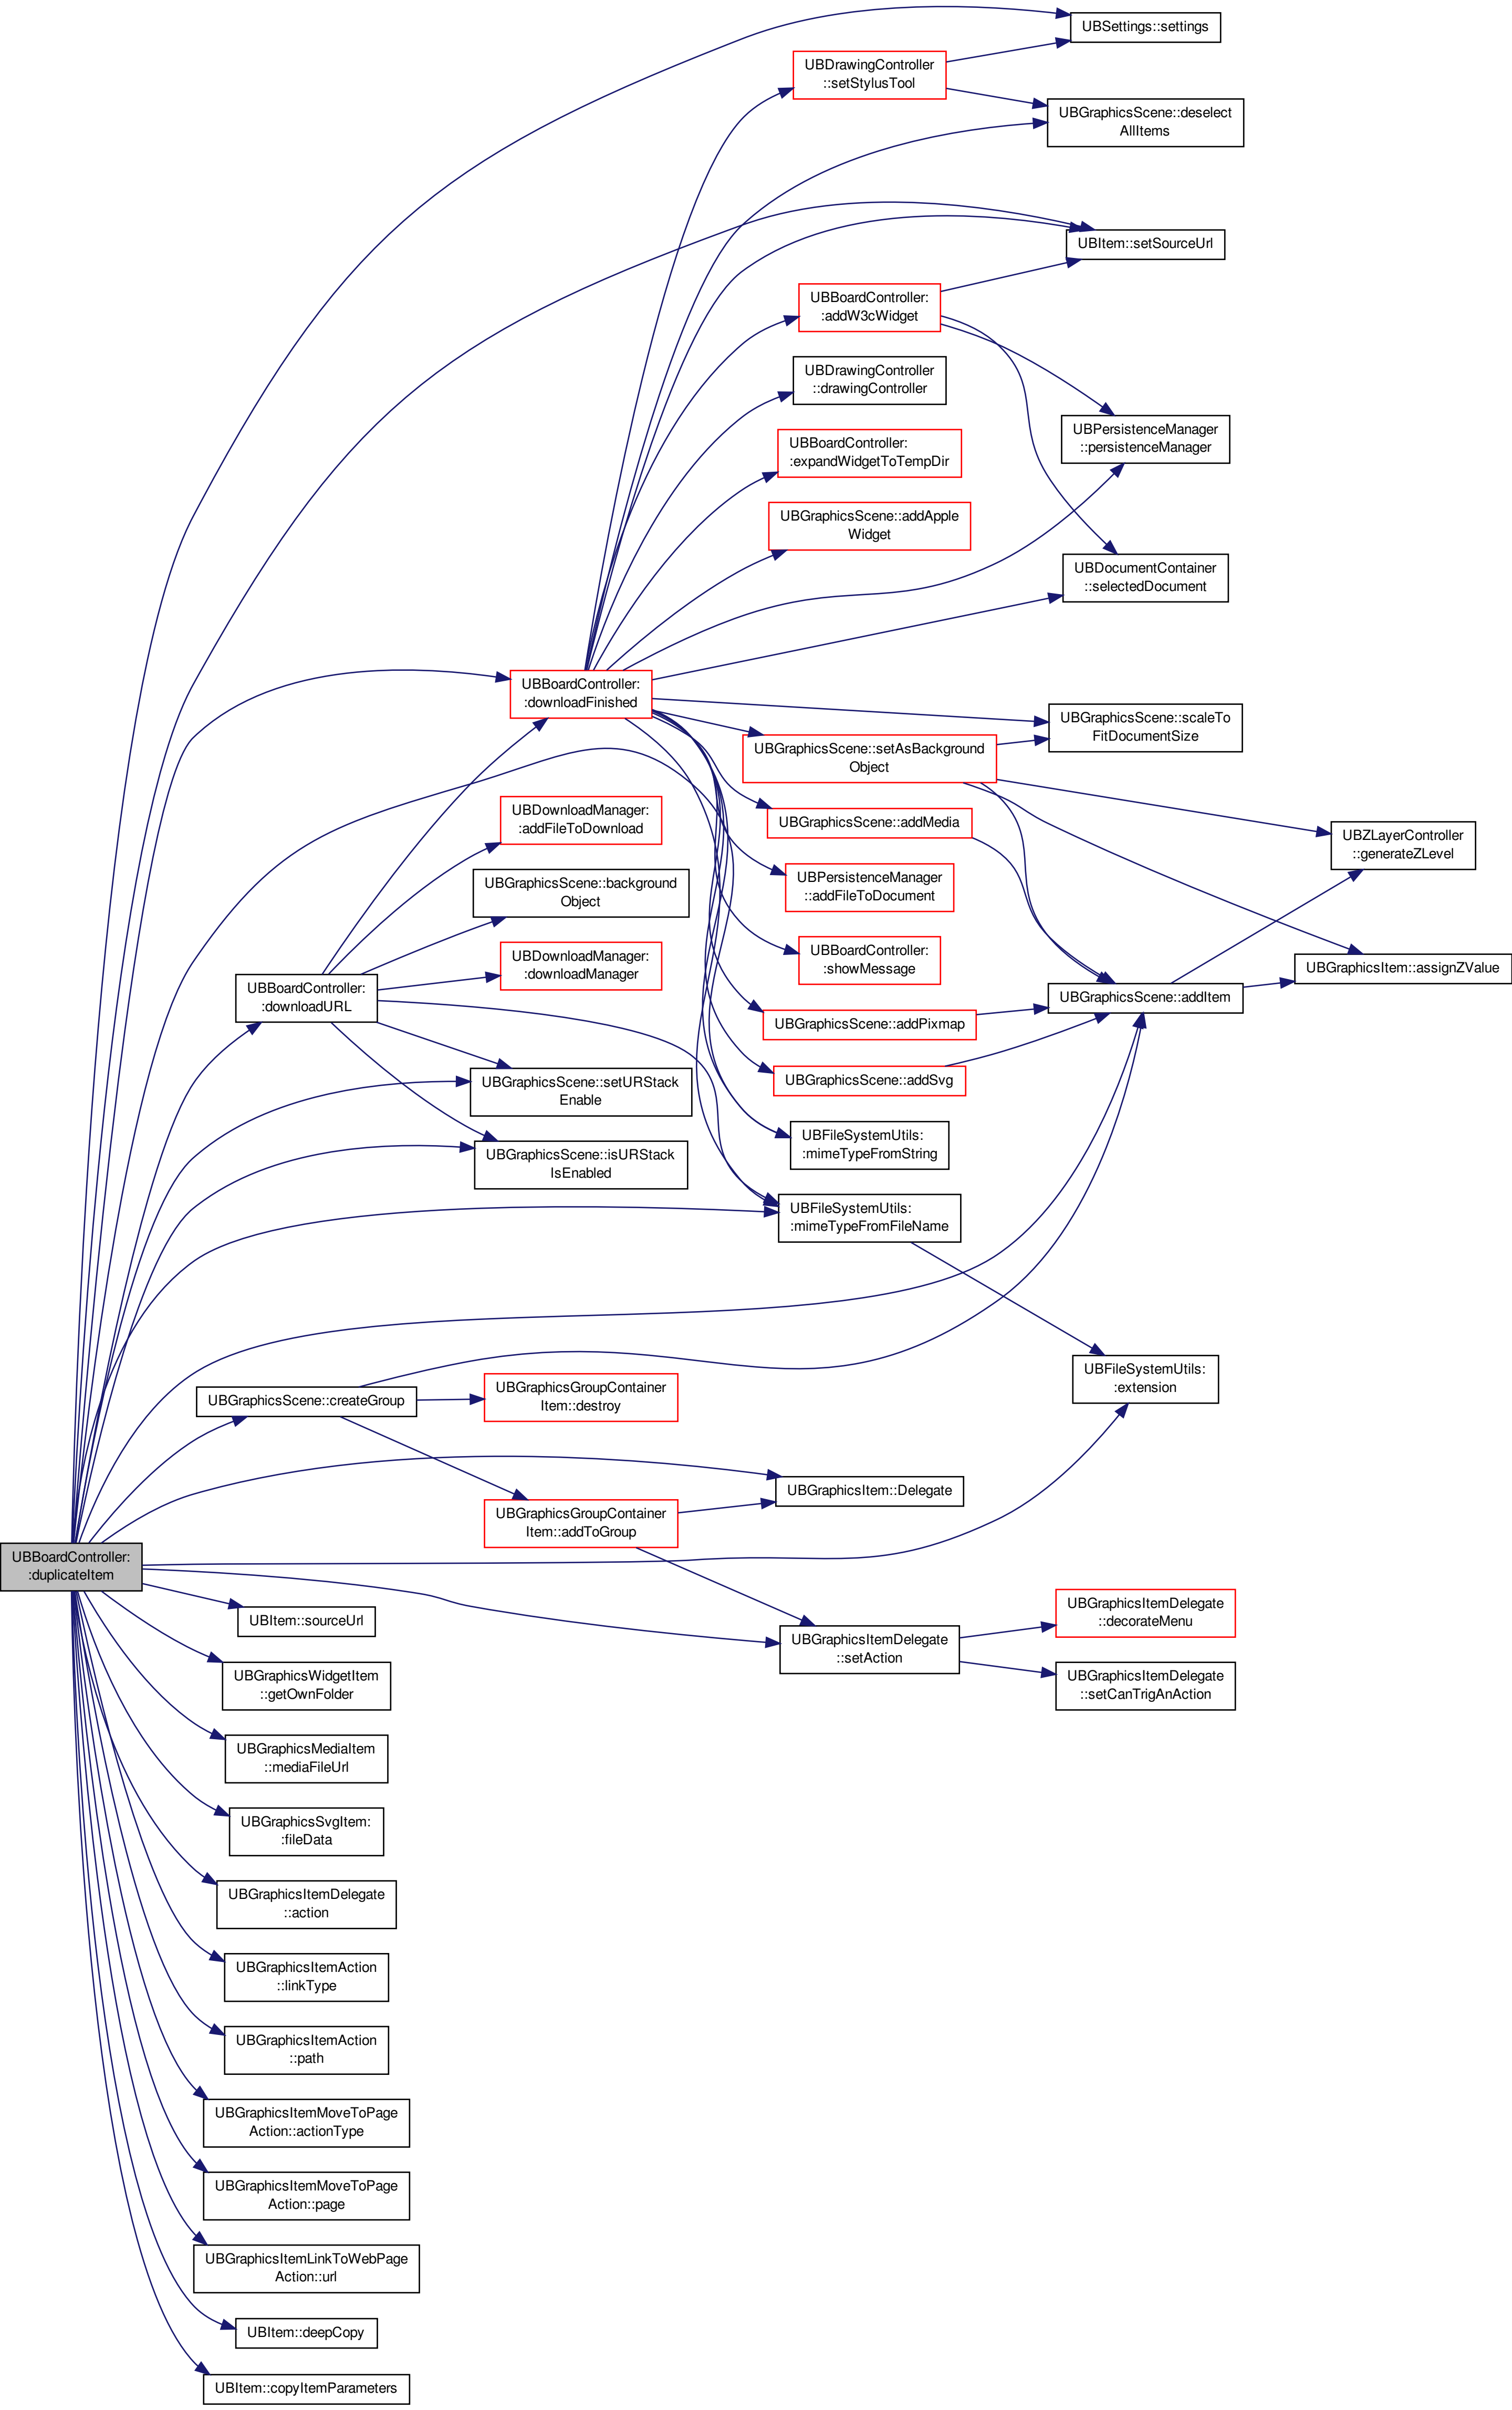 UBSettings::settings
UBDrawingController
::setStylusTool
UBGraphicsScene::deselect
AllItems
UBItem::setSourceUrl
UBBoardController:
:addW3cWidget
UBDrawingController
::drawingController
UBPersistenceManager
::persistenceManager
UBBoardController:
:expandWidgetToTempDir
UBGraphicsScene::addApple
Widget
UBDocumentContainer
::selectedDocument
UBBoardController:
:downloadFinished
UBGraphicsScene::scaleTo
FitDocumentSize
UBGraphicsScene::setAsBackground
Object
UBDownloadManager:
:addFileToDownload
UBGraphicsScene::addMedia
UBZLayerController
::generateZLevel
UBGraphicsScene::background
Object
UBPersistenceManager
::addFileToDocument
UBDownloadManager:
:downloadManager
UBBoardController:
:showMessage
UBGraphicsItem::assignZValue
UBBoardController:
:downloadURL
UBGraphicsScene::addItem
UBGraphicsScene::addPixmap
UBGraphicsScene::setURStack
Enable
UBGraphicsScene::addSvg
UBFileSystemUtils:
:mimeTypeFromString
UBGraphicsScene::isURStack
IsEnabled
UBFileSystemUtils:
:mimeTypeFromFileName
UBFileSystemUtils:
:extension
UBGraphicsScene::createGroup
UBGraphicsGroupContainer
Item::destroy
UBGraphicsItem::Delegate
UBGraphicsGroupContainer
Item::addToGroup
UBBoardController:
:duplicateItem
UBItem::sourceUrl
UBGraphicsItemDelegate
::decorateMenu
UBGraphicsItemDelegate
::setAction
UBGraphicsWidgetItem
::getOwnFolder
UBGraphicsItemDelegate
::setCanTrigAnAction
UBGraphicsMediaItem
::mediaFileUrl
UBGraphicsSvgItem:
:fileData
UBGraphicsItemDelegate
::action
UBGraphicsItemAction
::linkType
UBGraphicsItemAction
::path
UBGraphicsItemMoveToPage
Action::actionType
UBGraphicsItemMoveToPage
Action::page
UBGraphicsItemLinkToWebPage
Action::url
UBItem::deepCopy
UBItem::copyItemParameters